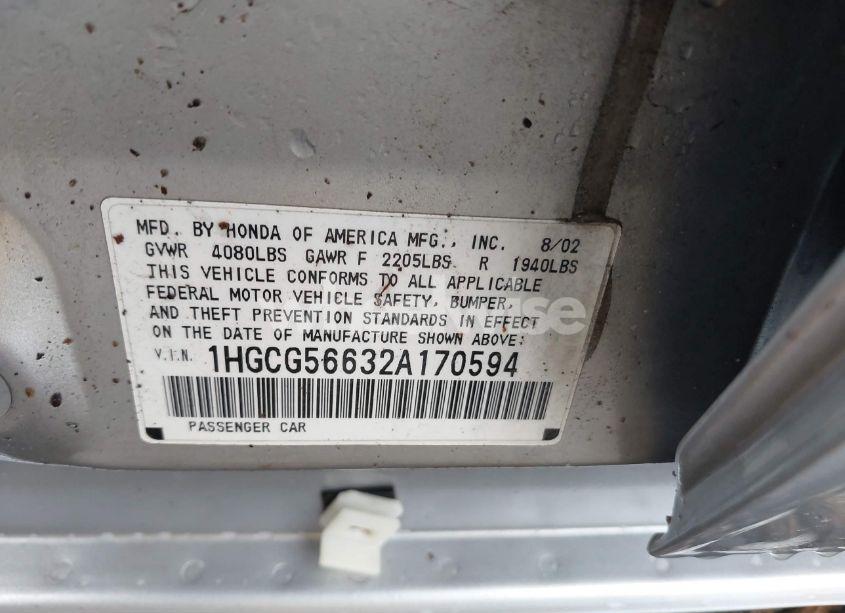 MFD. BY HONDA OF AMERICA MFG., INC. 8/02
GVWR 4080LBS GAWR F 2205LBS R 1940LBS
THIS VEHICLE CONFORMS TO ALL APPLICABLE
FEDERAL MOTOR VEHICLE SAFETY, BUMPER,
AND THEFT PREVENTION STANDARDS IN EFFECT
ON THE DATE OF MANUFACTURE SHOWN ABOVE:
V.I.N. 1HGCG56632A170594
PASSENGER CAR